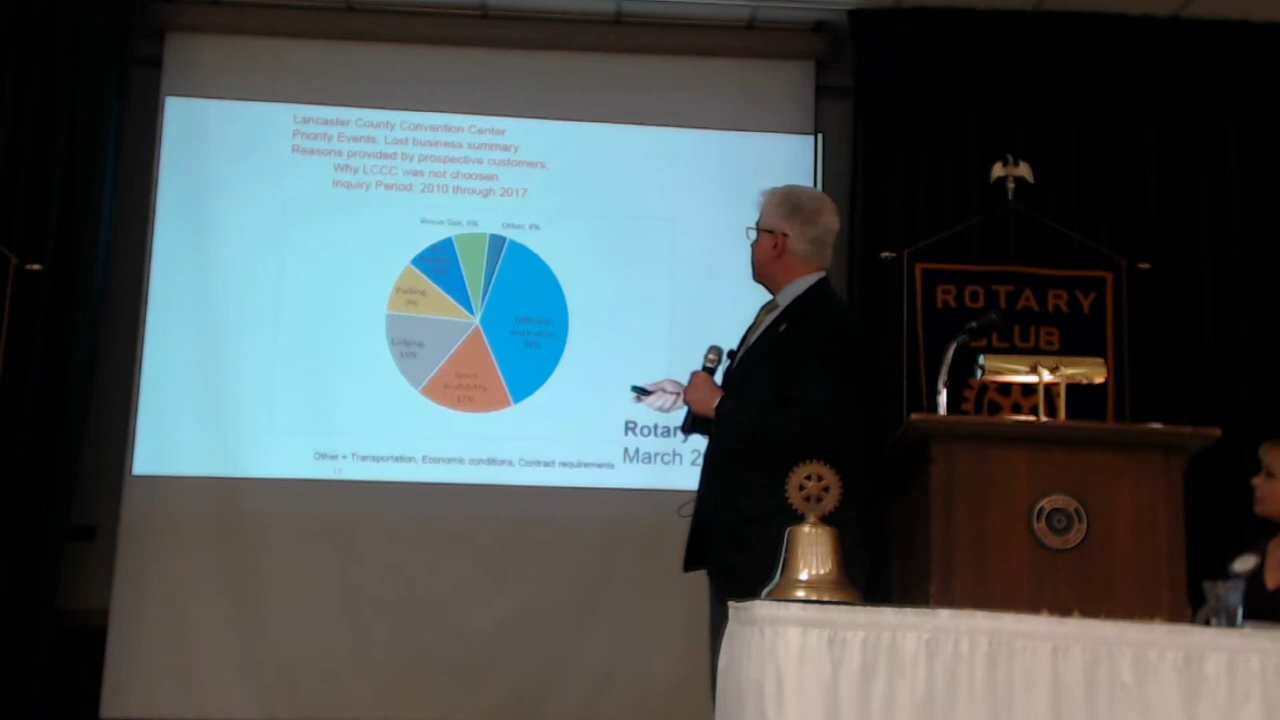 Lancaster County Convention Center
Priority Events: Lost business summary
Reasons provided by prospective customers:
Why LCCC was not choosen
Inquiry Period: 2010 through 2017
Venue Size, 6%
Other, 4%
Parking,
9%
Lodging,
15%
Space
Availability,
17%
Other = Transportation, Economic conditions, Contract requirements
Rotary
March 2
ROTARY
CLUB